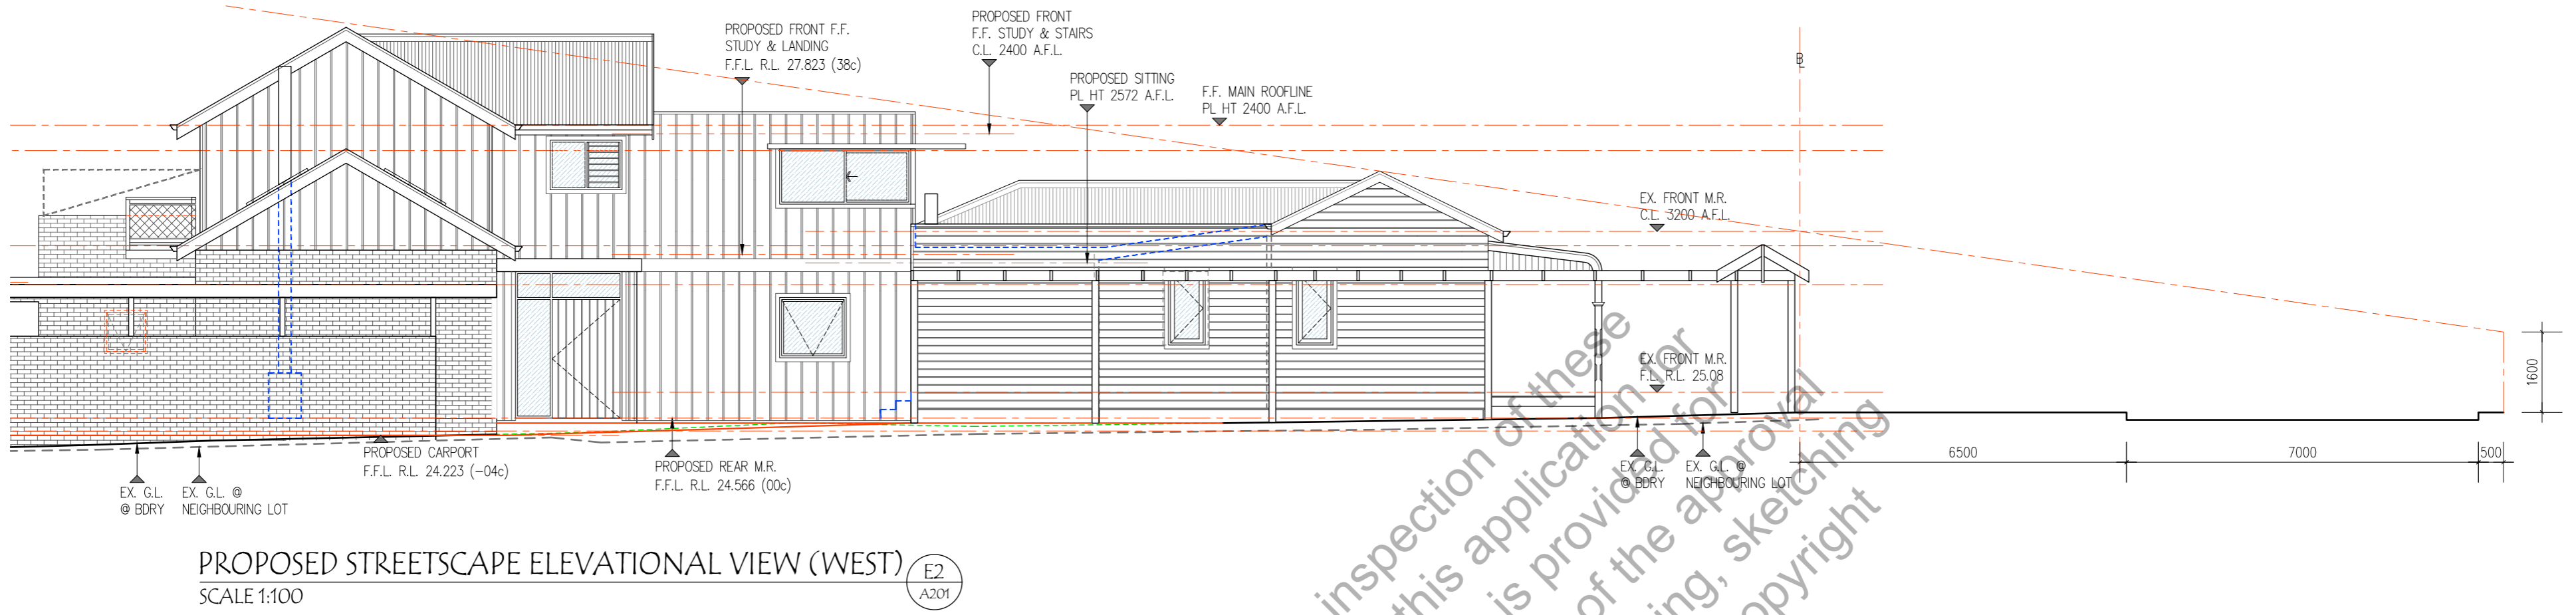 PROPOSED FRONT F.F.
STUDY & LANDING
F.F.L. R.L. 27.823 (38c)
PROPOSED FRONT
F.F. STUDY & STAIRS
C.L. 2400 A.F.L.
PROPOSED SITTING
PL HT 2572 A.F.L.
F.F. MAIN ROOFLINE
PL HT 2400 A.F.L.
B
EX. FRONT M.R.
C.L. 3200 A.F.L.
EX. FRONT M.R.
F.L. R.L. 25.08
1600
6500
7000
500
PROPOSED CARPORT
F.F.L. R.L. 24.223 (-04c)
PROPOSED REAR M.R.
F.F.L. R.L. 24.566 (00c)
EX. G.L.
@ BDRY
EX. G.L. @
NEIGHBOURING LOT
EX. G.L.
@ BDRY
EX. G.L. @
NEIGHBOURING LOT
PROPOSED STREETSCAPE ELEVATIONAL VIEW (WEST)
SCALE 1:100
E2
A201
inspection of these
this application for
is provided for
of the approval
ing, sketching
opyright